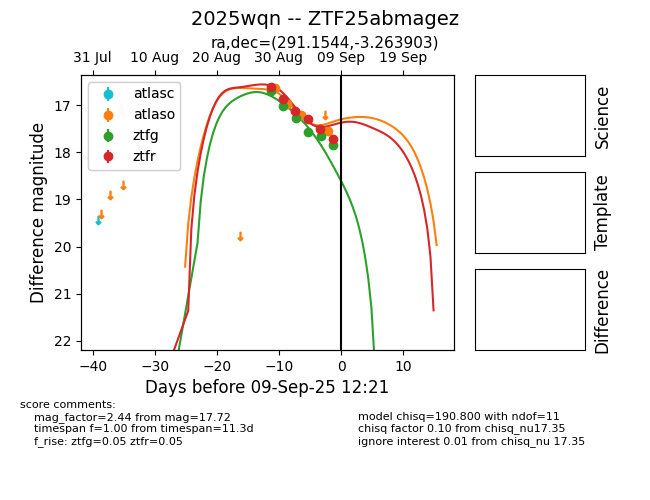 2025wqn -- ZTF25abmagez
ra,dec=(291.1544,-3.263903)
31 Jul 10 Aug 20 Aug 30 Aug 09 Sep 19 Sep
atlasc
atlaso
ztfg
ztfr
17
18
19
20
21
22
Difference magnitude
−40 −30 −20 −10 0 10
Days before 09-Sep-25 12:21
Science
Template
Difference
score comments:
mag_factor=2.44 from mag=17.72
timespan f=1.00 from timespan=11.3d
f_rise: ztfg=0.05 ztfr=0.05
model chisq=190.800 with ndof=11
chisq factor 0.10 from chisq_nu17.35
ignore interest 0.01 from chisq_nu 17.35